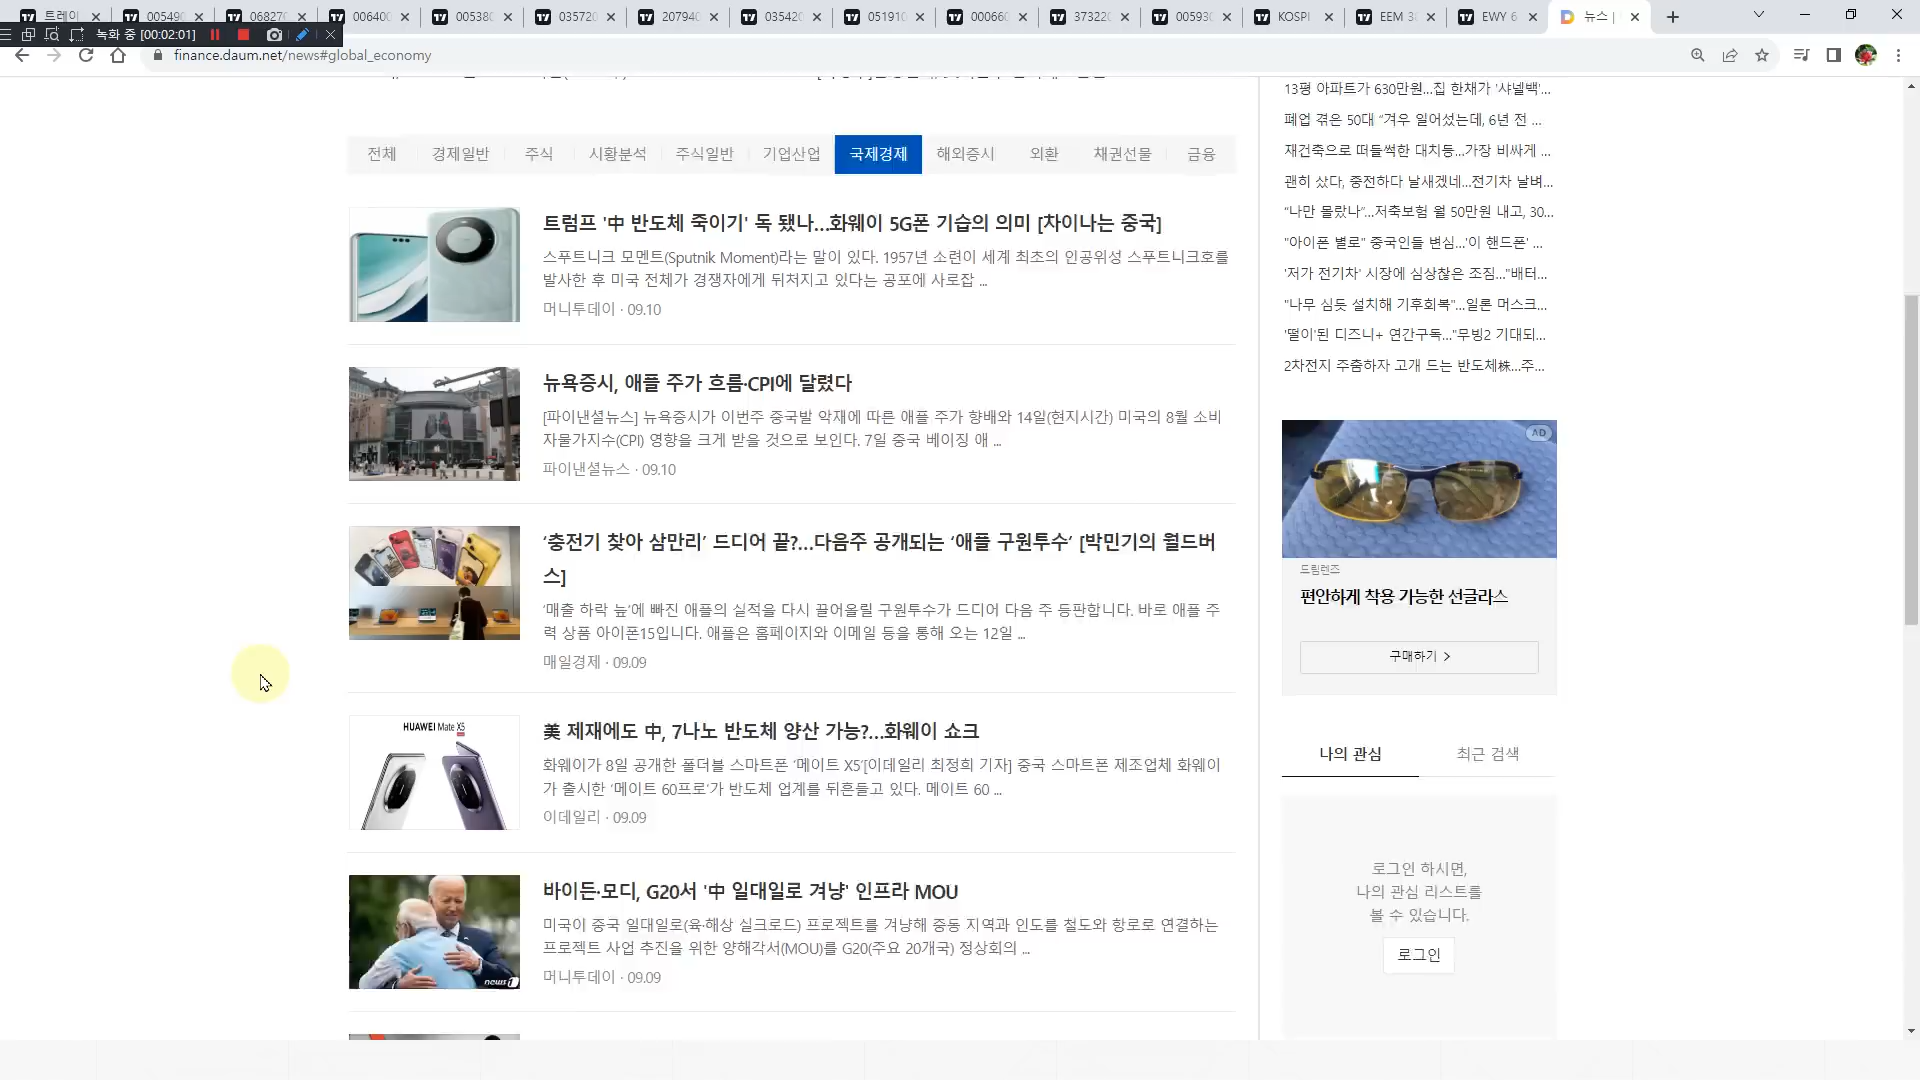 트레이
00549
06827
00640
00538
03572
20794
03542
05191
00066
37322
00593
KOSPI
EEM 3
EWY 6
뉴스 |
녹화 중 [00:02:01]
finance.daum.net/news#global_economy
전체
경제일반
주식
시황분석
주식일반
기업산업
국제경제
해외증시
외환
채권선물
금융
트럼프 '中 반도체 죽이기' 독 됐나…화웨이 5G폰 기습의 의미 [차이나는 중국]
스푸트니크 모멘트(Sputnik Moment)라는 말이 있다. 1957년 소련이 세계 최초의 인공위성 스푸트니크호를
발사한 후 미국 전체가 경쟁자에게 뒤처지고 있다는 공포에 사로잡 ...
머니투데이 · 09.10
뉴욕증시, 애플 주가 흐름·CPI에 달렸다
[파이낸셜뉴스] 뉴욕증시가 이번주 중국발 악재에 따른 애플 주가 향배와 14일(현지시간) 미국의 8월 소비
자물가지수(CPI) 영향을 크게 받을 것으로 보인다. 7일 중국 베이징 애 ...
파이낸셜뉴스 · 09.10
‘충전기 찾아 삼만리’ 드디어 끝?…다음주 공개되는 ‘애플 구원투수’ [박민기의 월드버
스]
‘매출 하락 늪’에 빠진 애플의 실적을 다시 끌어올릴 구원투수가 드디어 다음 주 등판합니다. 바로 애플 주
력 상품 아이폰15입니다. 애플은 홈페이지와 이메일 등을 통해 오는 12일 ...
매일경제 · 09.09
HUAWEI Mate X5
美 제재에도 中, 7나노 반도체 양산 가능?…화웨이 쇼크
화웨이가 8일 공개한 폴더블 스마트폰 ‘메이트 X5’[이데일리 최정희 기자] 중국 스마트폰 제조업체 화웨이
가 출시한 ‘메이트 60프로’가 반도체 업계를 뒤흔들고 있다. 메이트 60 ...
이데일리 · 09.09
바이든·모디, G20서 '中 일대일로 겨냥' 인프라 MOU
미국이 중국 일대일로(육·해상 실크로드) 프로젝트를 겨냥해 중동 지역과 인도를 철도와 항로로 연결하는
프로젝트 사업 추진을 위한 양해각서(MOU)를 G20(주요 20개국) 정상회의 ...
머니투데이 · 09.09
news1
13평 아파트가 630만원…집 한채가 '샤넬백'...
폐업 겪은 50대 “겨우 일어섰는데, 6년 전 ...
재건축으로 떠들썩한 대치동…가장 비싸게 ...
괜히 샀다, 충전하다 날새겠네…전기차 날벼...
“나만 몰랐나”…저축보험 월 50만원 내고, 30...
"아이폰 별로" 중국인들 변심…'이 핸드폰' ...
'저가 전기차' 시장에 심상찮은 조짐…"배터...
"나무 심듯 설치해 기후회복"…일론 머스크...
'떨이'된 디즈니+ 연간구독…"무빙2 기대되...
2차전지 주춤하자 고개 드는 반도체株…주...
AD
드림렌즈
편안하게 착용 가능한 선글라스
구매하기 >
나의 관심
최근 검색
로그인 하시면,
나의 관심 리스트를
볼 수 있습니다.
로그인